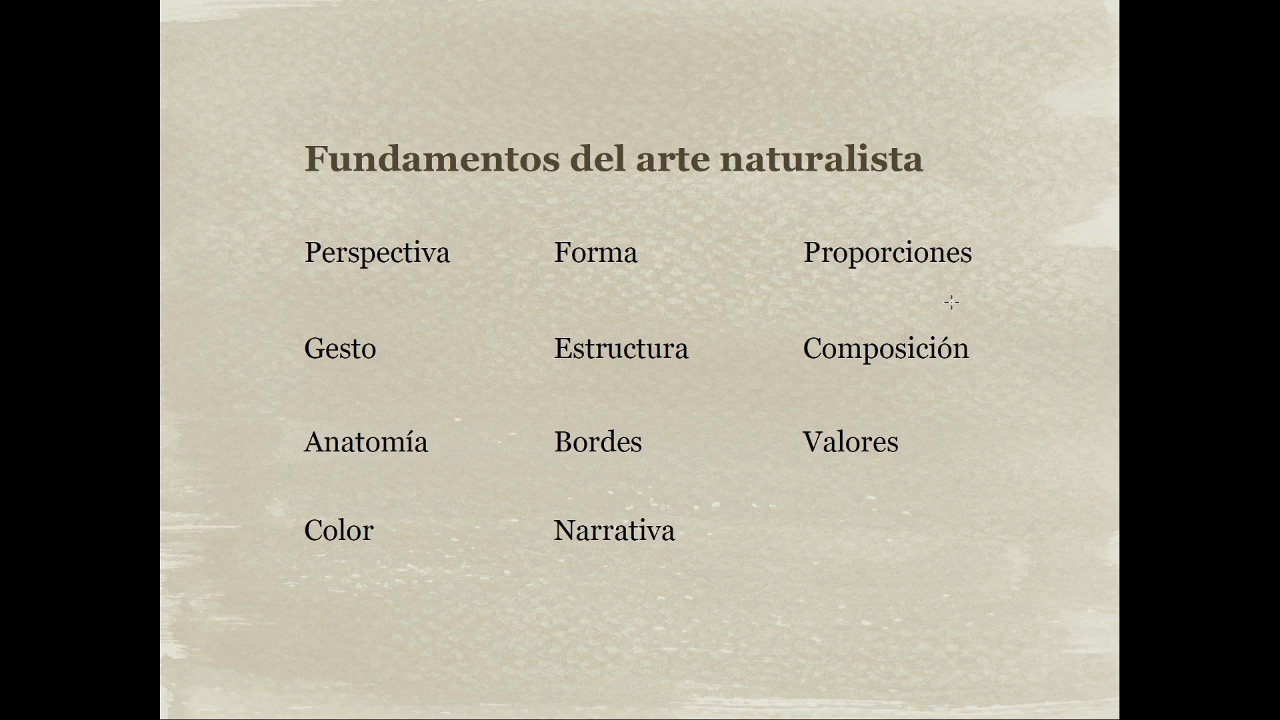 Fundamentos del arte naturalista
Perspectiva Forma Proporciones
Gesto Estructura Composición
Anatomía Bordes Valores
Color Narrativa